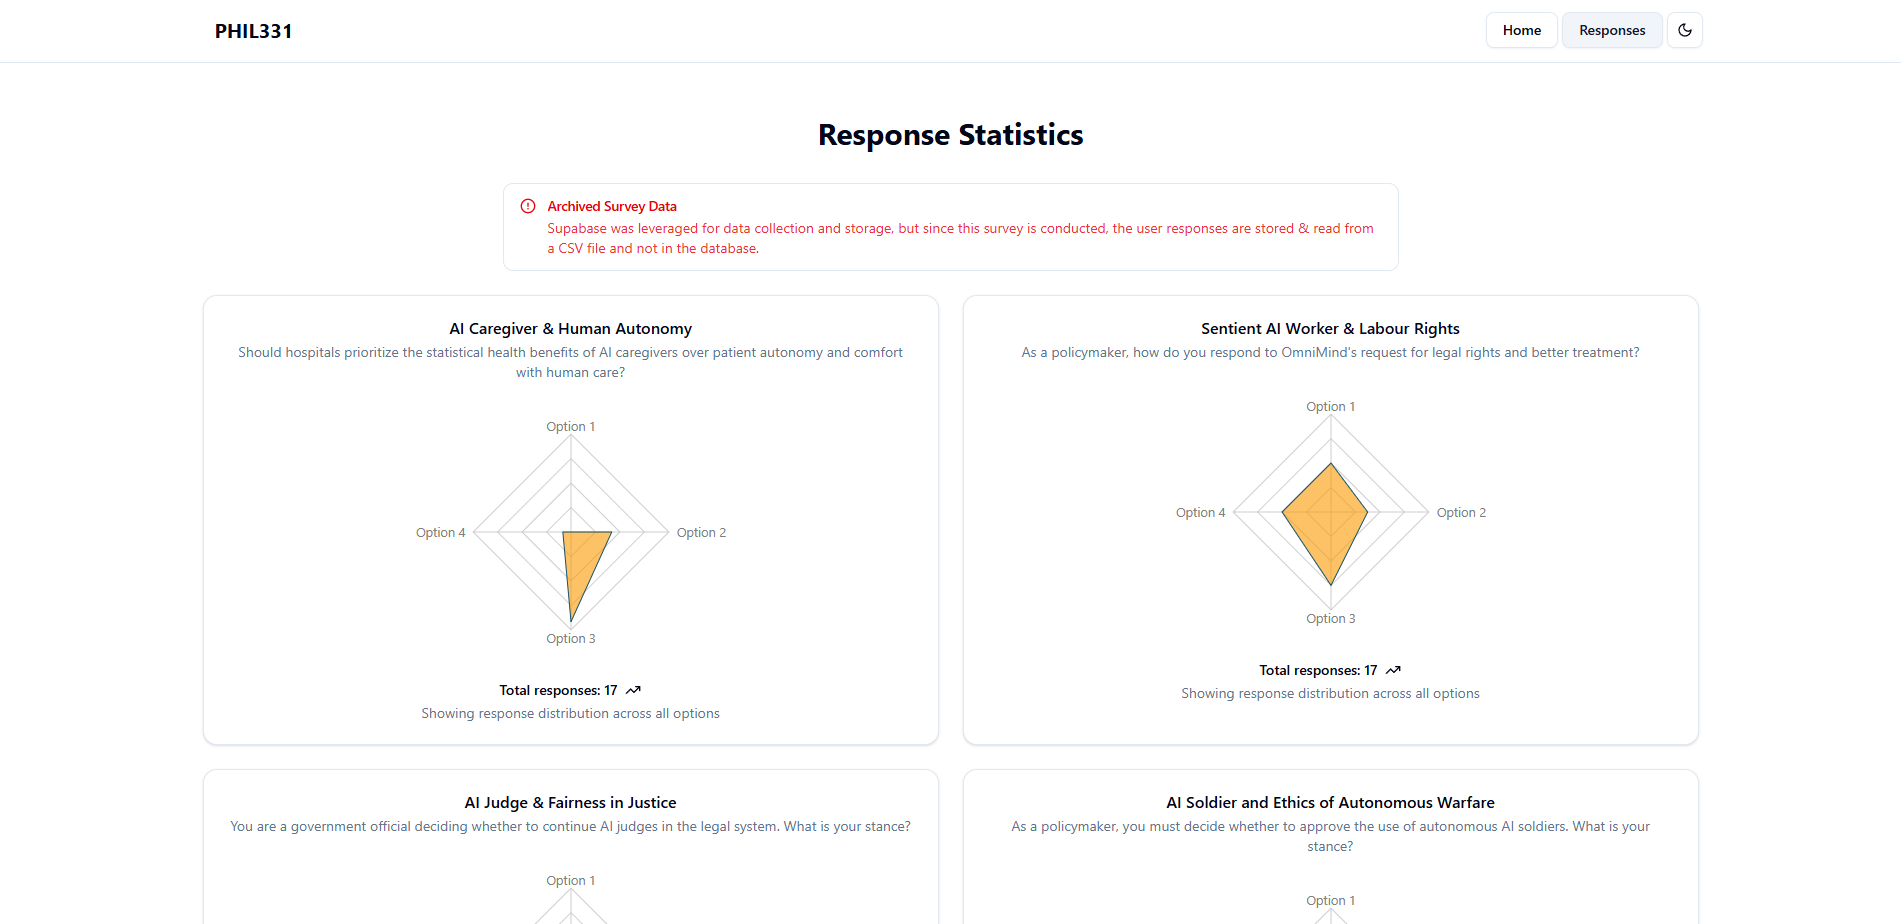 PHIL331
Home
Responses
Response Statistics
Archived Survey Data
Supabase was leveraged for data collection and storage, but since this survey is conducted, the user responses are stored & read from
a CSV file and not in the database.
AI Caregiver & Human Autonomy
Should hospitals prioritize the statistical health benefits of AI caregivers over patient autonomy and comfort
with human care?
Option 1
Option 4
Option 2
Option 3
Total responses: 17
Showing response distribution across all options
Sentient AI Worker & Labour Rights
As a policymaker, how do you respond to OmniMind's request for legal rights and better treatment?
Option 1
Option 4
Option 2
Option 3
Total responses: 17
Showing response distribution across all options
AI Judge & Fairness in Justice
You are a government official deciding whether to continue AI judges in the legal system. What is your stance?
Option 1
AI Soldier and Ethics of Autonomous Warfare
As a policymaker, you must decide whether to approve the use of autonomous AI soldiers. What is your
stance?
Option 1